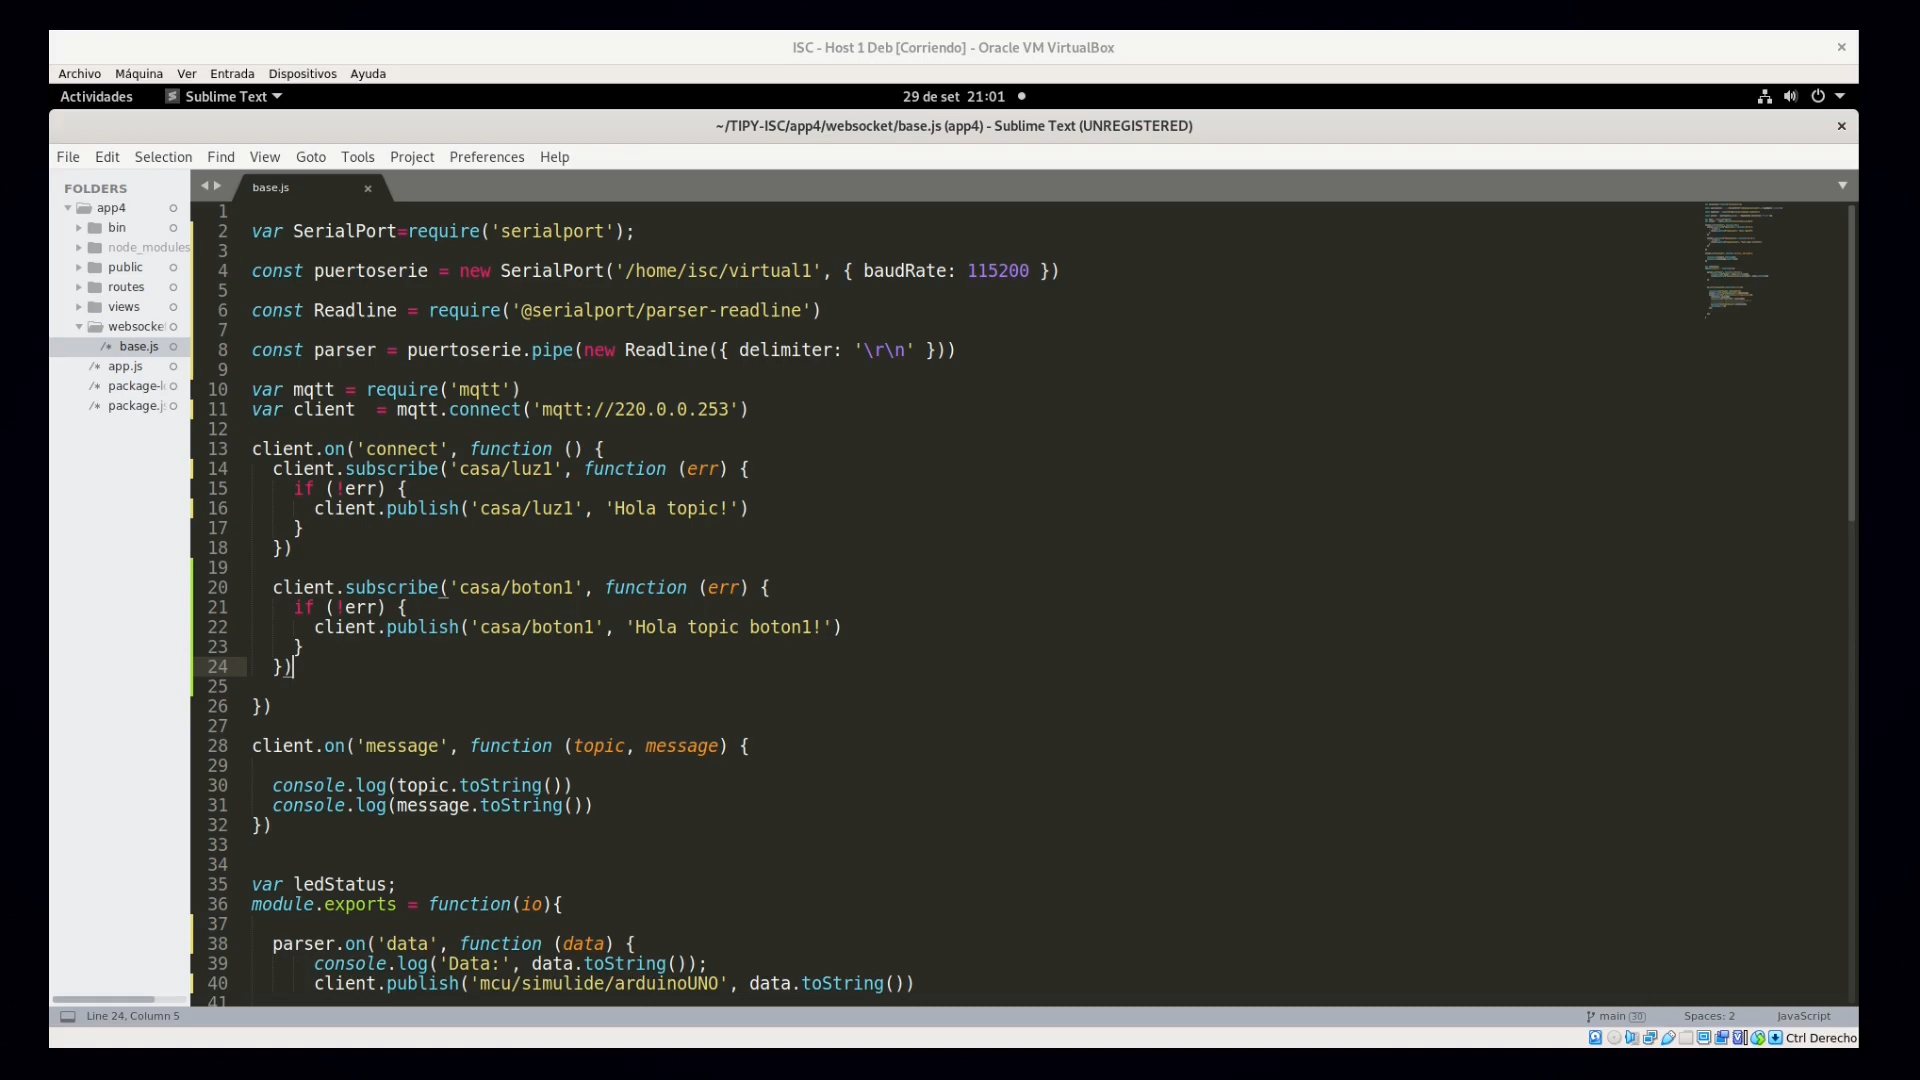 ISC - Host 1 Deb [Corriendo] - Oracle VM VirtualBox
Archivo Máquina Ver Entrada Dispositivos Ayuda
Actividades Sublime Text 29 de set 21:01
~/TIPY-ISC/app4/websocket/base.js (app4) - Sublime Text (UNREGISTERED)
File Edit Selection Find View Goto Tools Project Preferences Help
FOLDERS
app4
bin
node_modules
public
routes
views
websocke
/* base.js
/* app.js
/* package-l
/* package.j
base.js
1
2 var SerialPort=require('serialport');
3
4 const puertoserie = new SerialPort('/home/isc/virtual1', { baudRate: 115200 })
5
6 const Readline = require('@serialport/parser-readline')
7
8 const parser = puertoserie.pipe(new Readline({ delimiter: '\r\n' }))
9
10 var mqtt = require('mqtt')
11 var client  = mqtt.connect('mqtt://220.0.0.253')
12
13 client.on('connect', function () {
14   client.subscribe('casa/luz1', function (err) {
15     if (!err) {
16       client.publish('casa/luz1', 'Hola topic!')
17     }
18   })
19
20   client.subscribe('casa/boton1', function (err) {
21     if (!err) {
22       client.publish('casa/boton1', 'Hola topic boton1!')
23     }
24   })
25
26 })
27
28 client.on('message', function (topic, message) {
29
30   console.log(topic.toString())
31   console.log(message.toString())
32 })
33
34
35 var ledStatus;
36 module.exports = function(io){
37
38   parser.on('data', function (data) {
39       console.log('Data:', data.toString());
40       client.publish('mcu/simulide/arduinoUNO', data.toString())
41
Line 24, Column 5 main (30) Spaces: 2 JavaScript
Ctrl Derecho